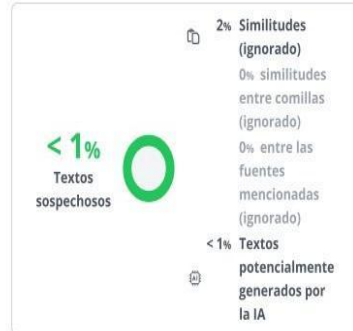 < 1%
Textos
sospechosos
2% Similitudes
(ignorado)
0% similitudes
entre comillas
(ignorado)
0% entre las
fuentes
mencionadas
(ignorado)
< 1% Textos
potencialmente
generados por
la IA
AI